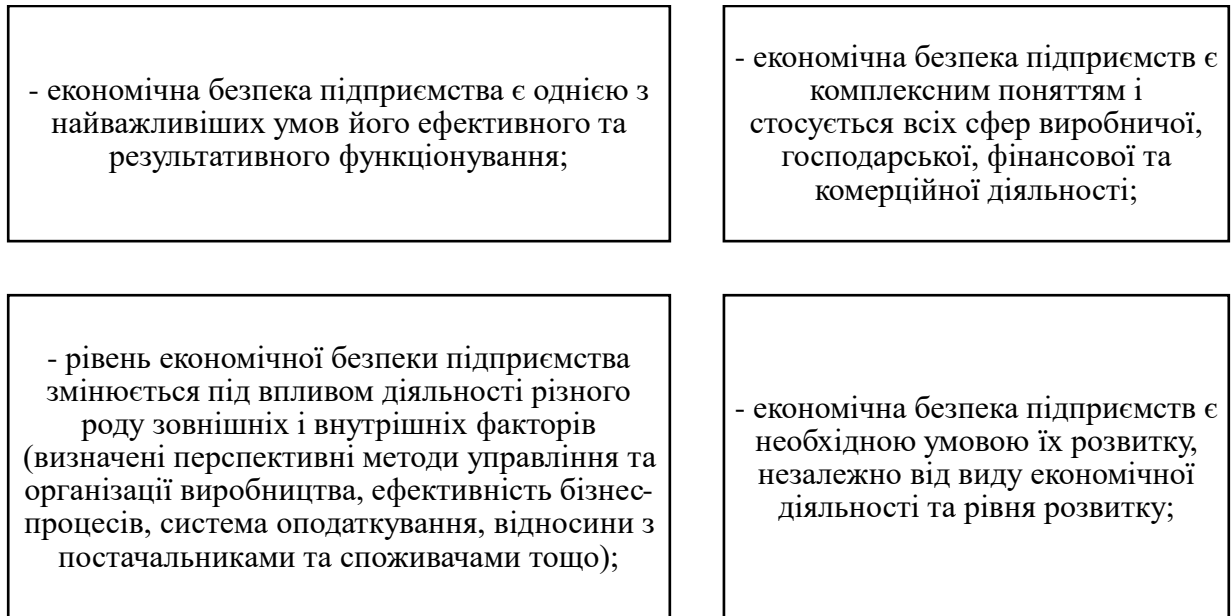 - економічна безпека підприємства є однією з
найважливіших умов його ефективного та
результативного функціонування;
- економічна безпека підприємств є
комплексним поняттям і
стосується всіх сфер виробничої,
господарської, фінансової та
комерційної діяльності;
- рівень економічної безпеки підприємства
змінюється під впливом діяльності різного
роду зовнішніх і внутрішніх факторів
(визначені перспективні методи управління та
організації виробництва, ефективність бізнес-
процесів, система оподаткування, відносини з
постачальниками та споживачами тощо);
- економічна безпека підприємств є
необхідною умовою їх розвитку,
незалежно від виду економічної
діяльності та рівня розвитку;